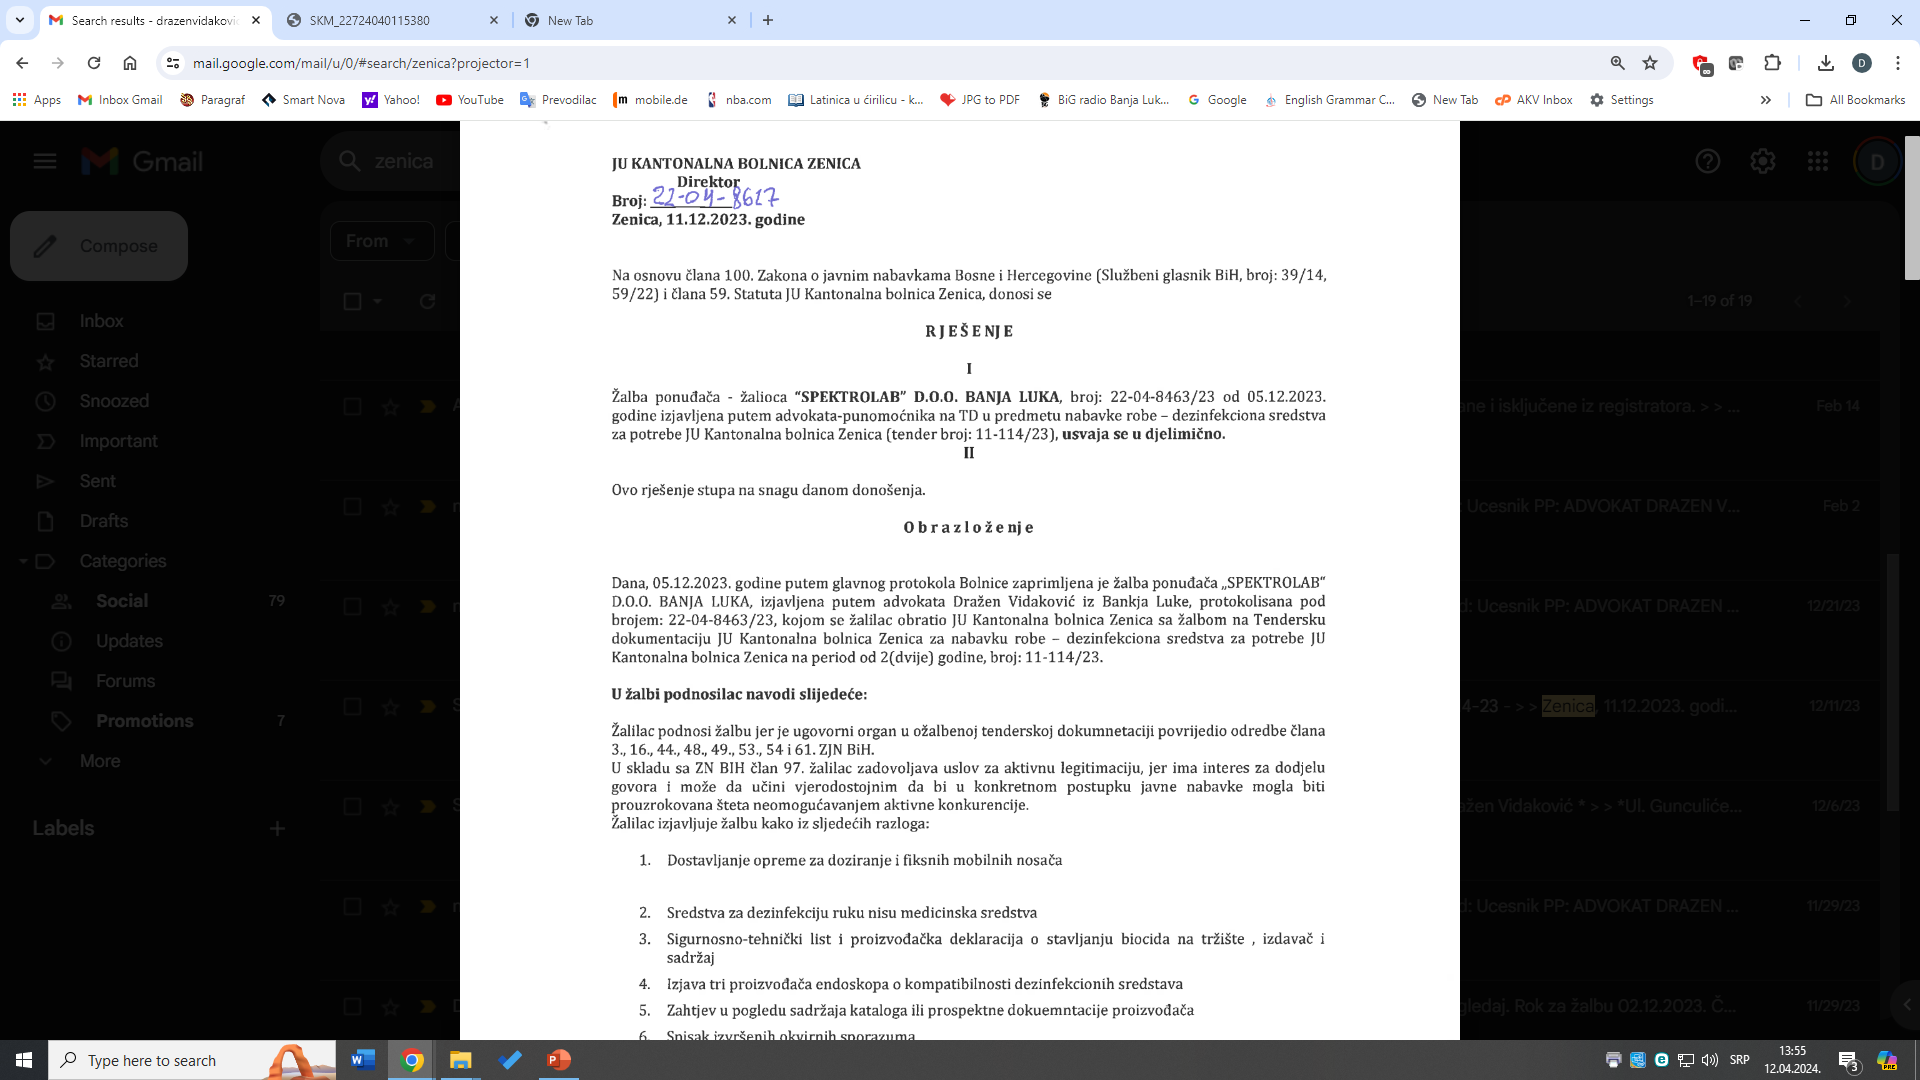 Search results - drazenvidakovic
SKM_22724040115380
New Tab
mail.google.com/mail/u/0/#search/zenica?projector=1
D
Apps
Inbox Gmail
Paragraf
Smart Nova
Yahoo!
YouTube
Prevodilac
mobile.de
nba.com
Latinica u ćirilicu - k...
JPG to PDF
BiG radio Banja Luk...
Google
English Grammar C...
New Tab
AKV Inbox
Settings
All Bookmarks
Gmail
zenica
D
Compose
From
1–19 of 19
Inbox
Starred
Snoozed
Important
Sent
Drafts
Categories
Social 79
Updates
Forums
Promotions 7
More
Labels
JU KANTONALNA BOLNICA ZENICA
Direktor
Broj: 22-04-8617
Zenica, 11.12.2023. godine
Na osnovu člana 100. Zakona o javnim nabavkama Bosne i Hercegovine (Službeni glasnik BiH, broj: 39/14,
59/22) i člana 59. Statuta JU Kantonalna bolnica Zenica, donosi se
R J E Š E NJ E
I
Žalba ponuđača - žalioca “SPEKTROLAB” D.O.O. BANJA LUKA, broj: 22-04-8463/23 od 05.12.2023.
godine izjavljena putem advokata-punomoćnika na TD u predmetu nabavke robe – dezinfekciona sredstva
za potrebe JU Kantonalna bolnica Zenica (tender broj: 11-114/23), usvaja se u djelimično.
II
Ovo rješenje stupa na snagu danom donošenja.
O b r a z l o ž e nj e
Dana, 05.12.2023. godine putem glavnog protokola Bolnice zaprimljena je žalba ponuđača „SPEKTROLAB“
D.O.O. BANJA LUKA, izjavljena putem advokata Dražen Vidaković iz Bankja Luke, protokolisana pod
brojem: 22-04-8463/23, kojom se žalilac obratio JU Kantonalna bolnica Zenica sa žalbom na Tendersku
dokumentaciju JU Kantonalna bolnica Zenica za nabavku robe – dezinfekciona sredstva za potrebe JU
Kantonalna bolnica Zenica na period od 2(dvije) godine, broj: 11-114/23.
U žalbi podnosilac navodi slijedeće:
Žalilac podnosi žalbu jer je ugovorni organ u ožalbenoj tenderskoj dokumnetaciji povrijedio odredbe člana
3., 16., 44., 48., 49., 53., 54 i 61. ZJN BiH.
U skladu sa ZN BIH član 97. žalilac zadovoljava uslov za aktivnu legitimaciju, jer ima interes za dodjelu
govora i može da učini vjerodostojnim da bi u konkretnom postupku javne nabavke mogla biti
prouzrokovana šteta neomogućavanjem aktivne konkurencije.
Žalilac izjavljuje žalbu kako iz sljedećih razloga:
1. Dostavljanje opreme za doziranje i fiksnih mobilnih nosača
2. Sredstva za dezinfekciju ruku nisu medicinska sredstva
3. Sigurnosno-tehnički list i proizvođačka deklaracija o stavljanju biocida na tržište , izdavač i
sadržaj
4. Izjava tri proizvođača endoskopa o kompatibilnosti dezinfekcionih sredstava
5. Zahtjev u pogledu sadržaja kataloga ili prospektne dokuemntacije proizvođača
6. Spisak izvršenih okvirnih sporazuma
ane i isključene iz registratora. > > ... Feb 14
: Ucesnik PP: ADVOKAT DRAZEN V... Feb 2
d: Ucesnik PP: ADVOKAT DRAZEN ... 12/21/23
4-23 - > > Zenica, 11.12.2023. godi... 12/11/23
ažen Vidaković * > > *Ul. Gunduliće... 12/6/23
d: Ucesnik PP: ADVOKAT DRAZEN ... 11/29/23
gledaj. Rok za žalbu 02.12.2023. Č... 11/29/23
Type here to search
SRP
13:55
12.04.2024.
3